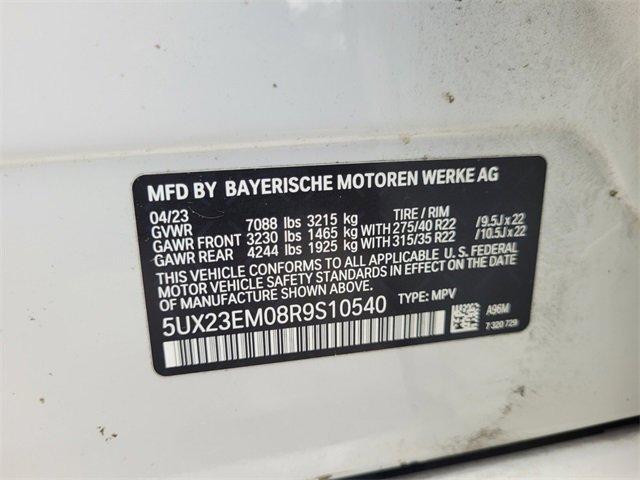 MFD BY BAYERISCHE MOTOREN WERKE AG
04/23 TIRE / RIM
GVWR 7088 lbs 3215 kg
GAWR FRONT 3230 lbs 1465 kg WITH 275/40 R22 /9.5J x 22
GAWR REAR 4244 lbs 1925 kg WITH 315/35 R22 /10.5J x 22
THIS VEHICLE CONFORMS TO ALL APPLICABLE U. S. FEDERAL
MOTOR VEHICLE SAFETY STANDARDS IN EFFECT ON THE
DATE OF MANUFACTURE SHOWN ABOVE.
5UX23EM08R9S10540 TYPE: MPV
A96M
7 320 729